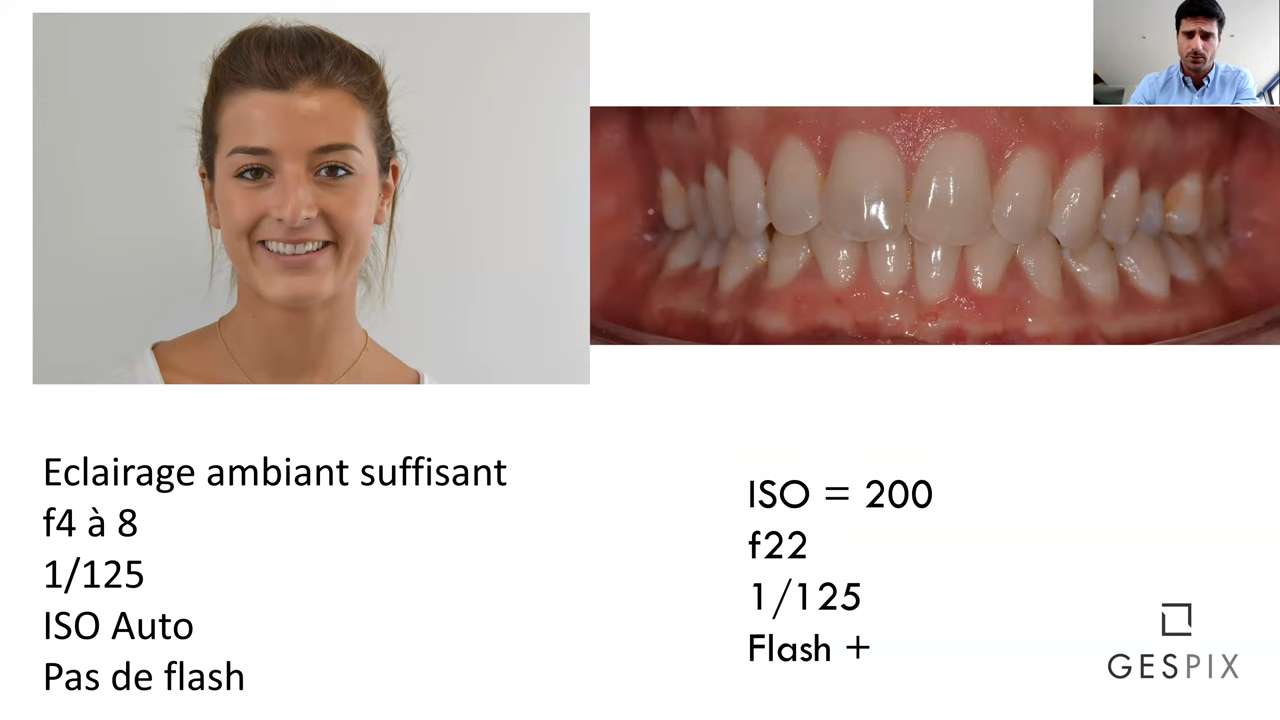 Eclairage ambiant suffisant
f4 à 8
1/125
ISO Auto
Pas de flash
ISO = 200
f22
1/125
Flash +
GESPIX